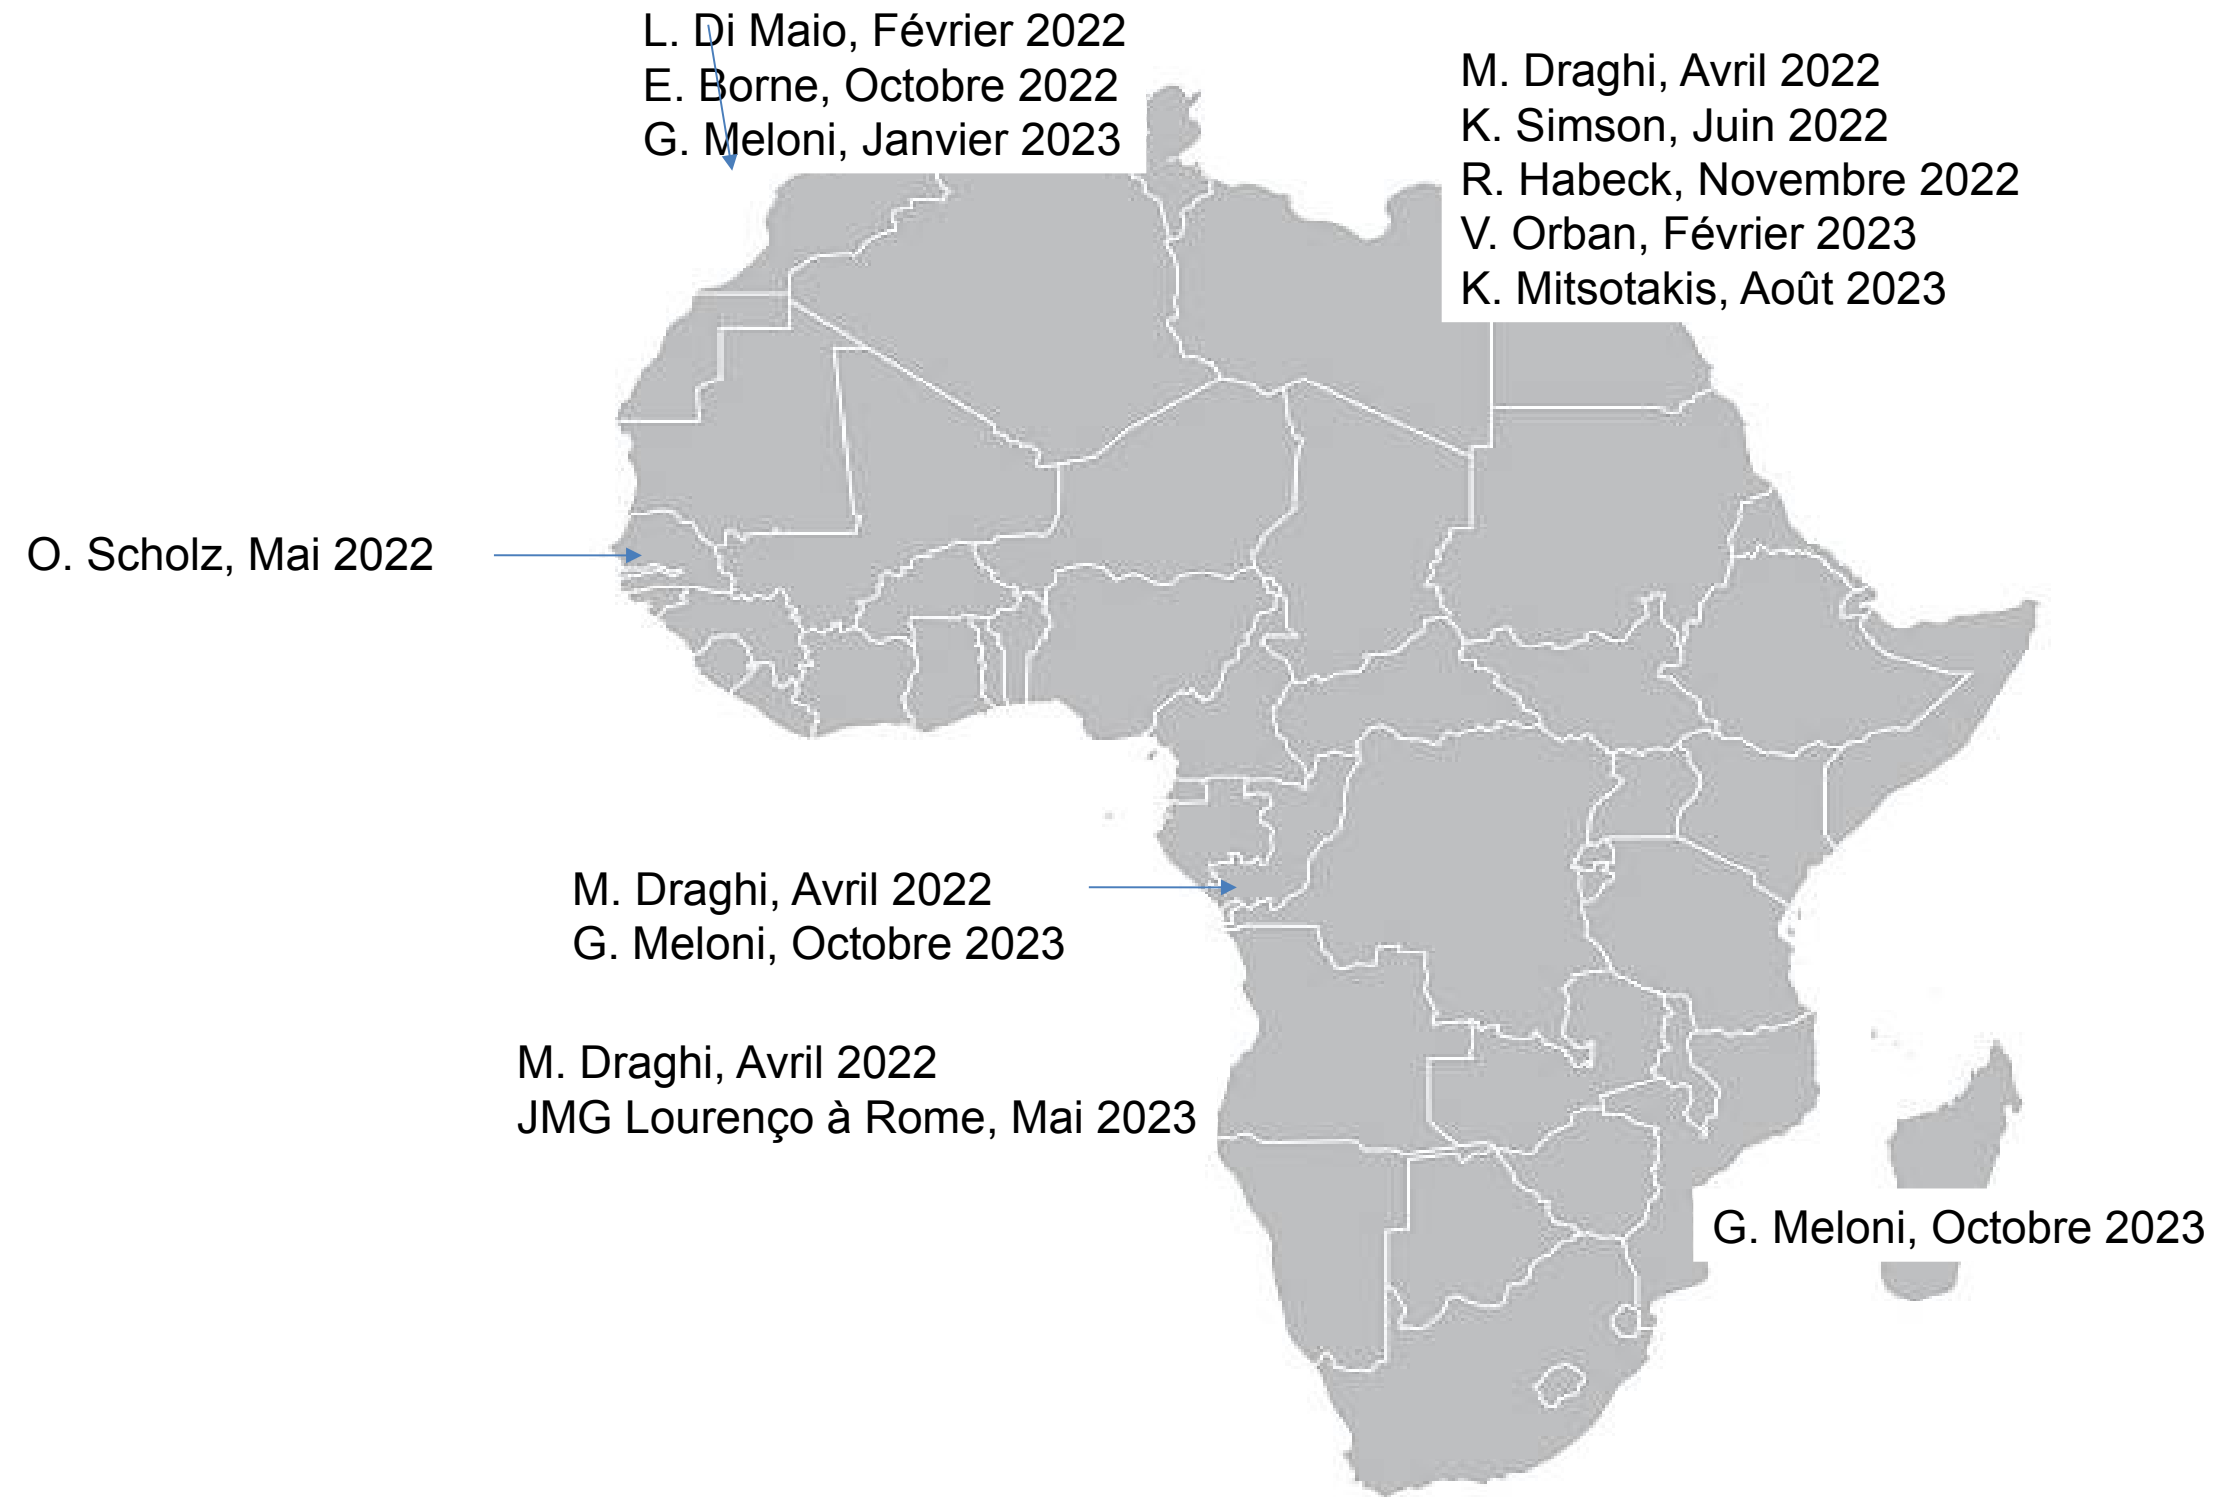 L. Di Maio, Février 2022
E. Borne, Octobre 2022
G. Meloni, Janvier 2023
M. Draghi, Avril 2022
K. Simson, Juin 2022
R. Habeck, Novembre 2022
V. Orban, Février 2023
K. Mitsotakis, Août 2023
O. Scholz, Mai 2022
M. Draghi, Avril 2022
G. Meloni, Octobre 2023
M. Draghi, Avril 2022
JMG Lourenço à Rome, Mai 2023
G. Meloni, Octobre 2023